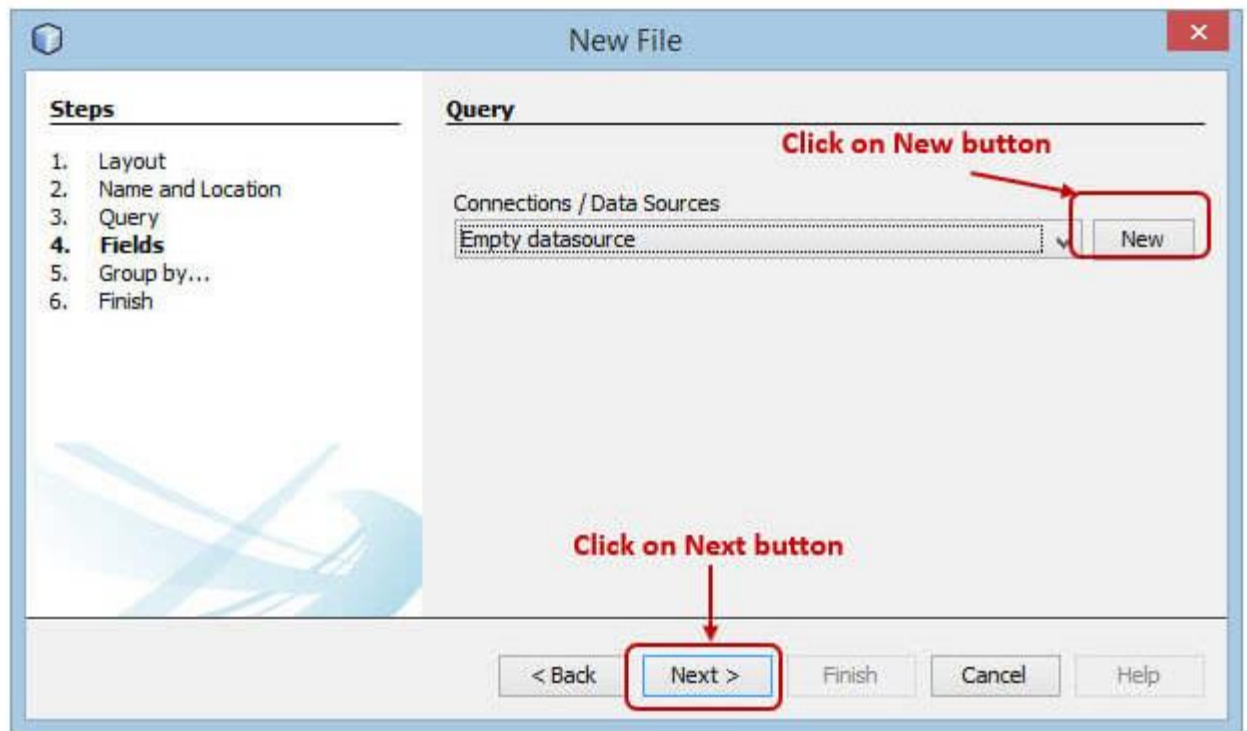 New File
Steps
1. Layout
2. Name and Location
3. Query
4. Fields
5. Group by...
6. Finish
Query
Click on New button
Connections / Data Sources
Empty datasource
New
Click on Next button
< Back
Next >
Finish
Cancel
Help